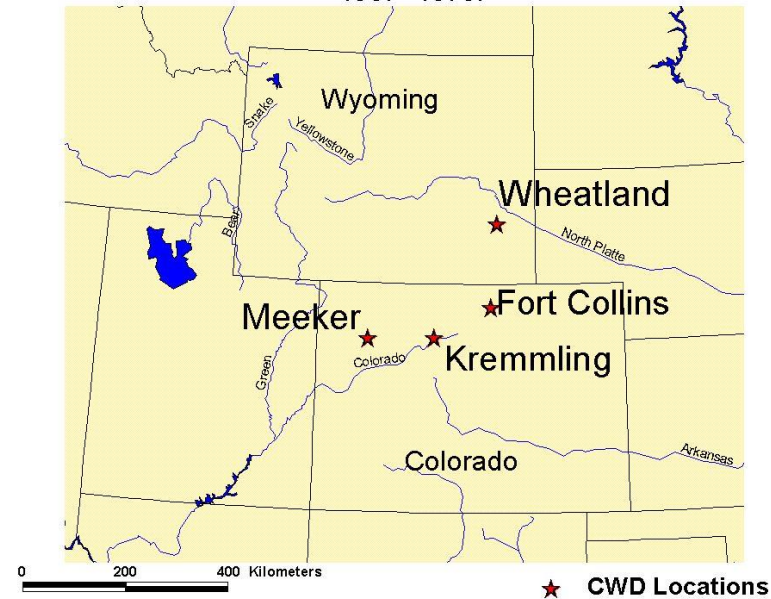 Wyoming
Snake
Yellowstone
Wheatland
Bear
North Platte
Meeker
Fort Collins
Kremmling
Colorado
Green
Colorado
Arkansas
0 200 400 Kilometers
CWD Locations